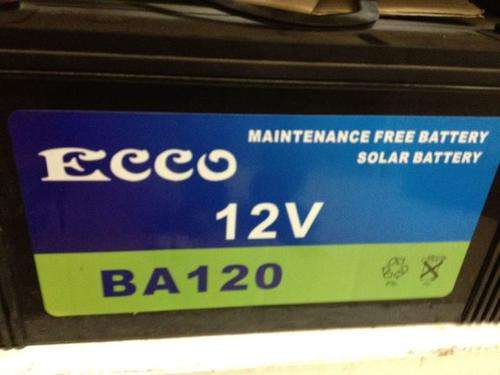 MAINTENANCE FREE BATTERY
SOLAR BATTERY
ECCO
12V
BA120